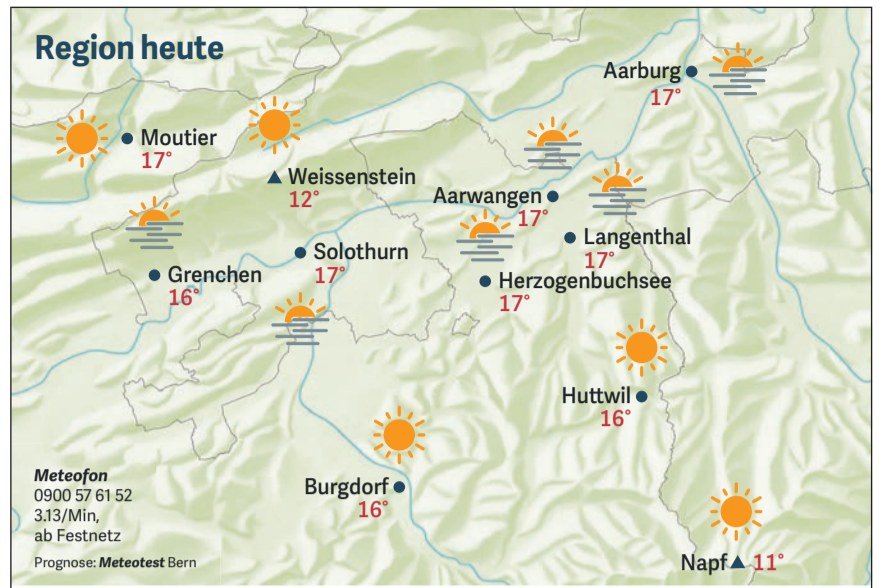 Region heute
Aarburg
17°
Moutier
17°
Weissenstein
12°
Aarwangen
17°
Langenthal
17°
Solothurn
17°
Grenchen
16°
Herzogenbuchsee
17°
Huttwil
16°
Burgdorf
16°
Napf 11°
Meteofon
0900 57 61 52
3.13/Min,
ab Festnetz
Prognose: Meteotest Bern